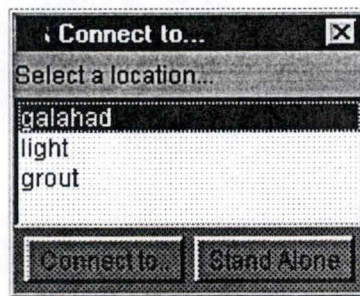 Connect to...
Select a location...
galahad
light
grout
Connect to.. Stand Alone